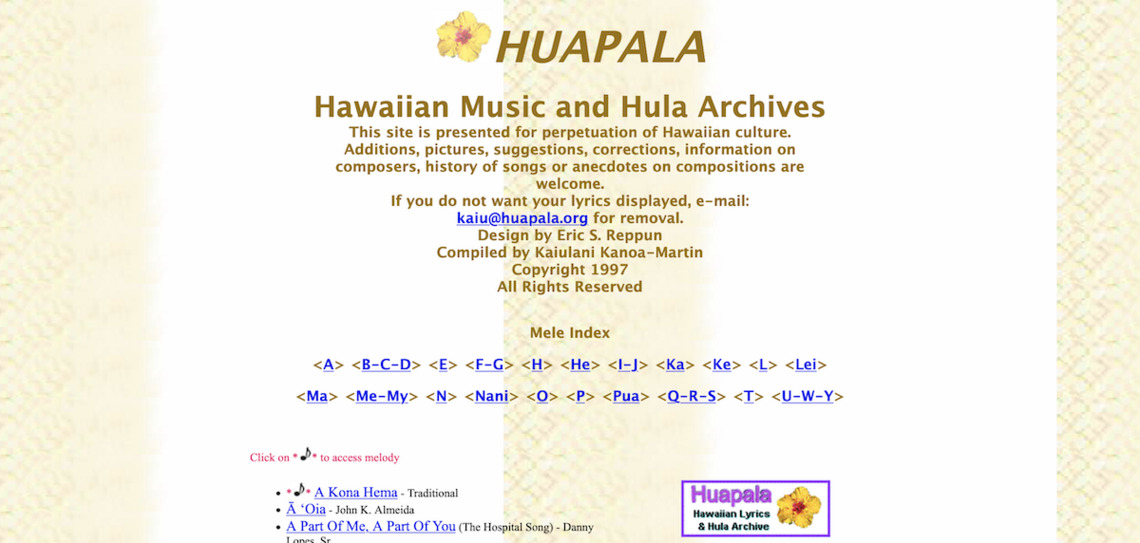 HUAPALA
Hawaiian Music and Hula Archives
This site is presented for perpetuation of Hawaiian culture.
Additions, pictures, suggestions, corrections, information on
composers, history of songs or anecdotes on compositions are
welcome.
If you do not want your lyrics displayed, e-mail:
kaiu@huapala.org for removal.
Design by Eric S. Reppun
Compiled by Kaiulani Kanoa-Martin
Copyright 1997
All Rights Reserved
Mele Index
<A> <B-C-D> <E> <F-G> <H> <He> <I-J> <Ka> <Ke> <L> <Lei>
<Ma> <Me-My> <N> <Nani> <O> <P> <Pua> <Q-R-S> <T> <U-W-Y>
Click on *♪* to access melody
• *♪* A Kona Hema - Traditional
• Ā ʻOia - John K. Almeida
• A Part Of Me, A Part Of You (The Hospital Song) - Danny
Lopes, Sr
Huapala
Hawaiian Lyrics
& Hula Archive